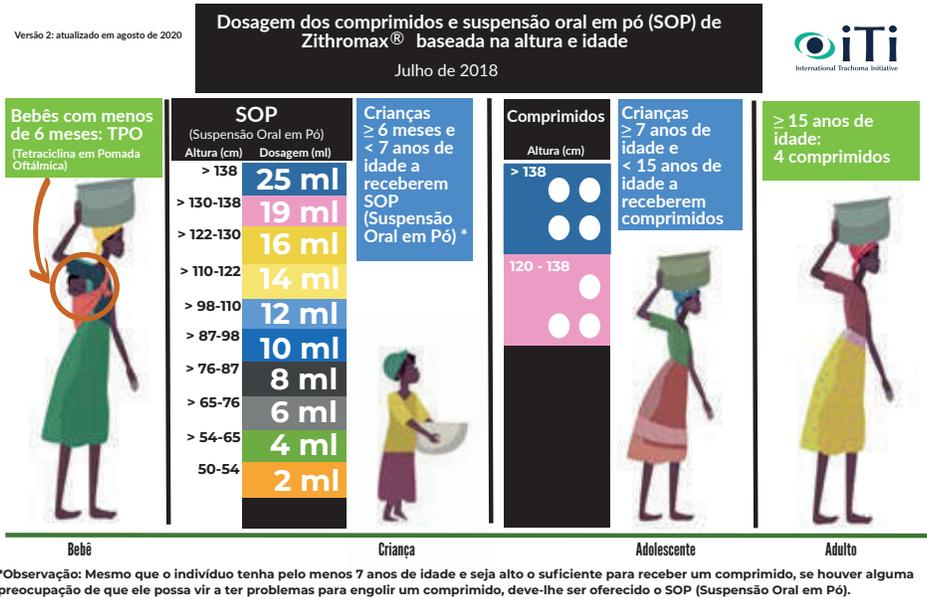 Versão 2: atualizado em agosto de 2020
Dosagem dos comprimidos e suspensão oral em pó (SOP) de
Zithromax® baseada na altura e idade
Julho de 2018
iTi
International Trachoma Initiative
Bebês com menos
de 6 meses: TPO
(Tetraciclina em Pomada
Oftálmica)
SOP
(Suspensão Oral em Pó)
Altura (cm) Dosagem (ml)
> 138 25 ml
> 130-138 19 ml
> 122-130 16 ml
> 110-122 14 ml
> 98-110 12 ml
> 87-98 10 ml
> 76-87 8 ml
> 65-76 6 ml
> 54-65 4 ml
50-54 2 ml
Crianças
≥ 6 meses e
< 7 anos de
idade a
receberem
SOP
(Suspensão
Oral em Pó) *
Comprimidos
Altura (cm)
> 138
120 - 138
Crianças
≥ 7 anos de
idade e
< 15 anos de
idade a
receberem
comprimidos
≥ 15 anos de
idade:
4 comprimidos
Bebê
Criança
Adolescente
Adulto
*Observação: Mesmo que o indivíduo tenha pelo menos 7 anos de idade e seja alto o suficiente para receber um comprimido, se houver alguma
preocupação de que ele possa vir a ter problemas para engolir um comprimido, deve-lhe ser oferecido o SOP (Suspensão Oral em Pó).